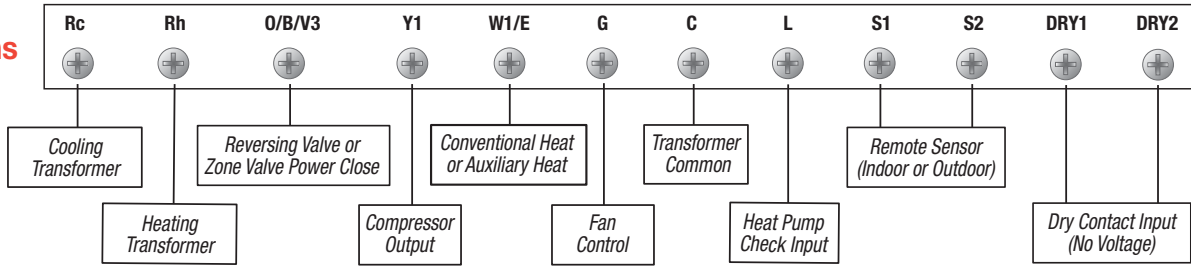 Rc Rh O/B/V3 Y1 W1/E G C L S1 S2 DRY1 DRY2
Cooling
Transformer
Heating
Transformer
Reversing Valve or
Zone Valve Power Close
Compressor
Output
Conventional Heat
or Auxiliary Heat
Fan
Control
Transformer
Common
Heat Pump
Check Input
Remote Sensor
(Indoor or Outdoor)
Dry Contact Input
(No Voltage)